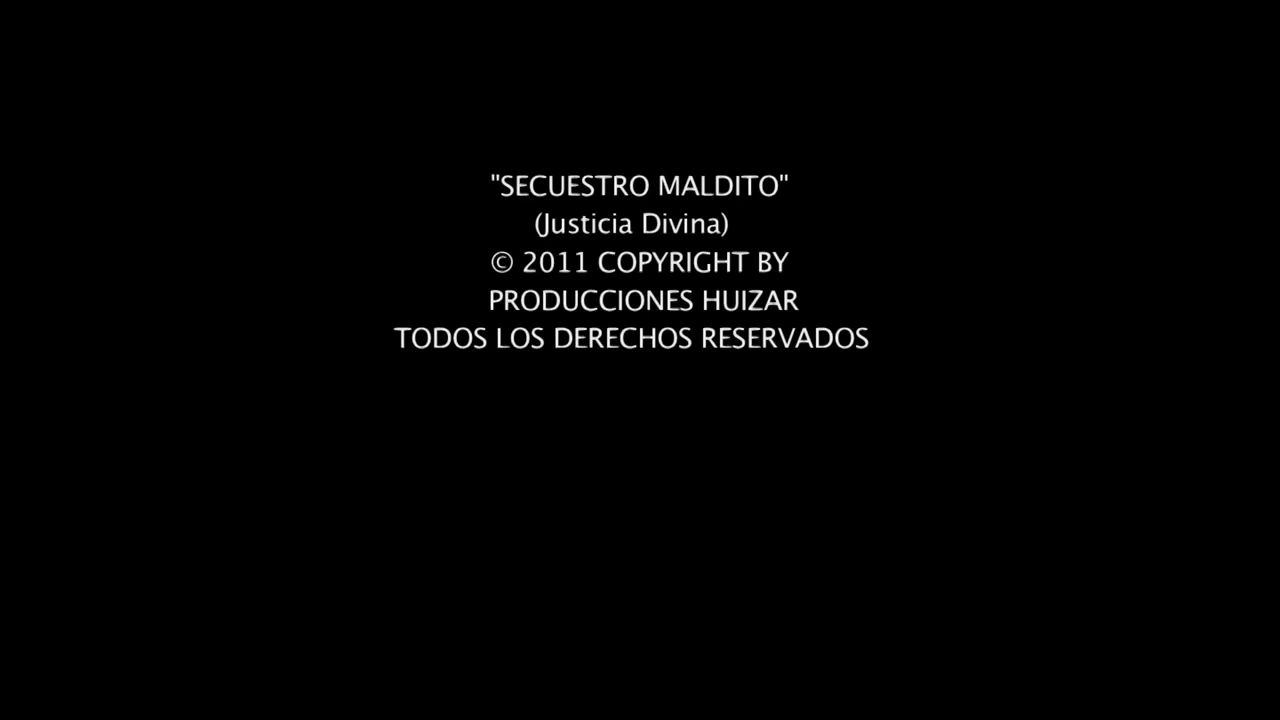 "SECUESTRO MALDITO"
(Justicia Divina)
© 2011 COPYRIGHT BY
PRODUCCIONES HUIZAR
TODOS LOS DERECHOS RESERVADOS